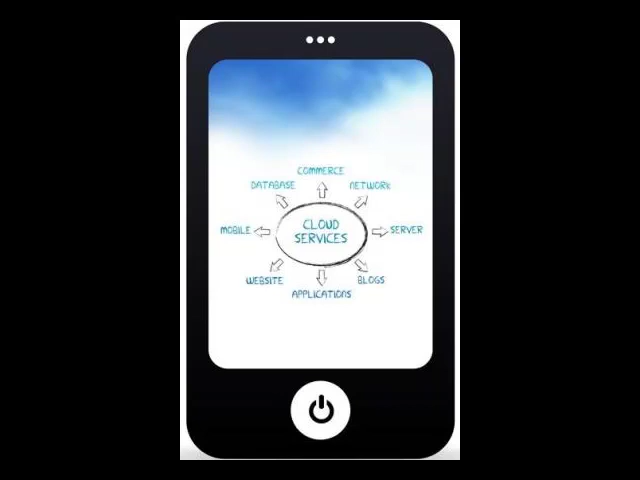 COMMERCE
DATABASE
NETWORK
MOBILE
CLOUD
SERVICES
SERVER
WEBSITE
BLOGS
APPLICATIONS